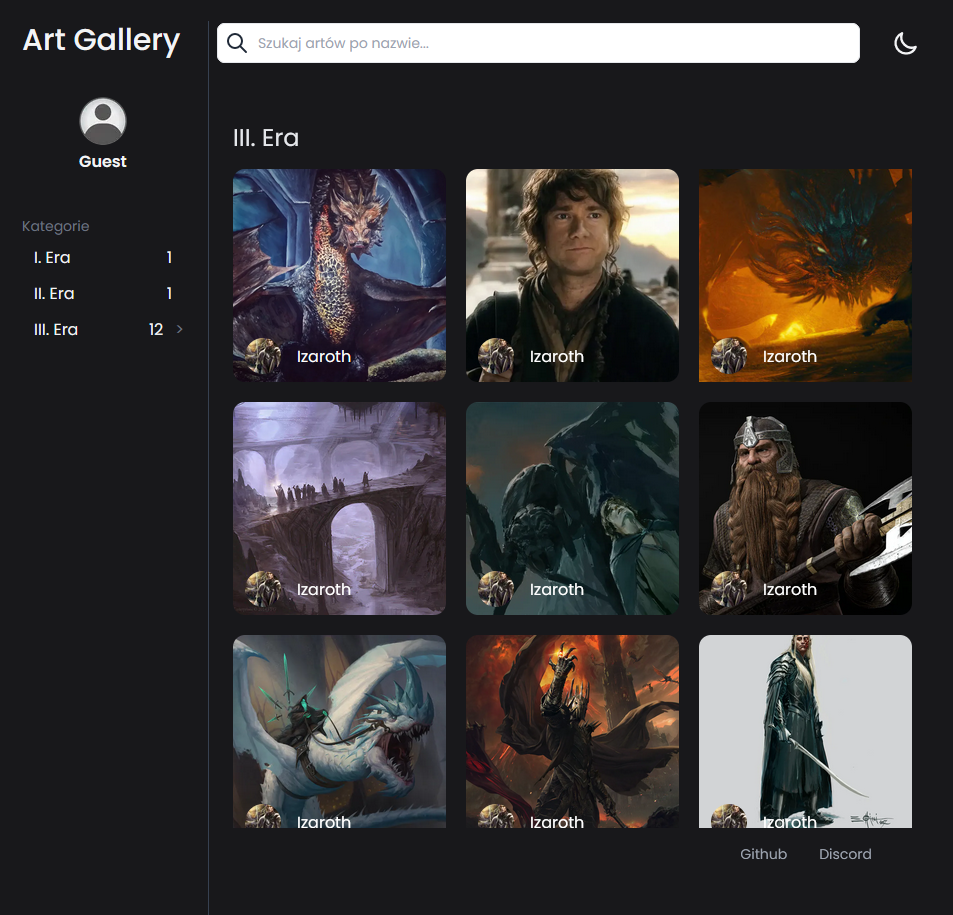 Art Gallery
Szukaj artów po nazwie...
Guest
Kategorie
I. Era 1
II. Era 1
III. Era 12
III. Era
Izaroth
Izaroth
Izaroth
Izaroth
Izaroth
Izaroth
Izaroth
Izaroth
Izaroth
Github
Discord